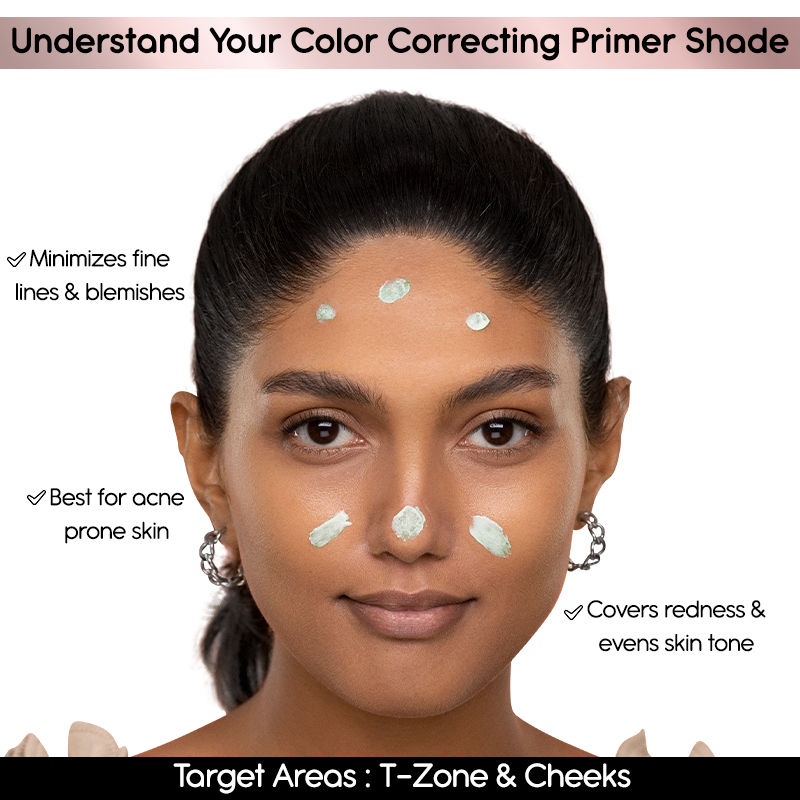 Understand Your Color Correcting Primer Shade
Minimizes fine
lines & blemishes
Best for acne
prone skin
Covers redness &
evens skin tone
Target Areas : T-Zone & Cheeks